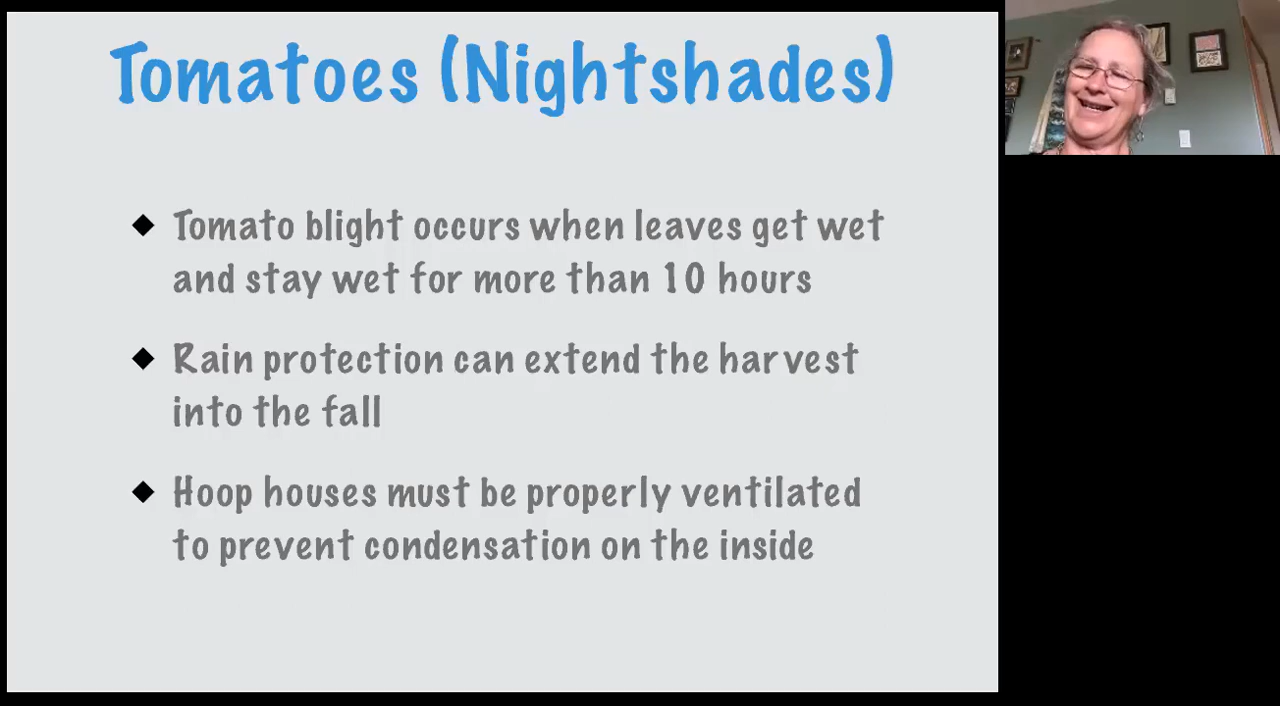 Tomatoes (Nightshades)
Tomato blight occurs when leaves get wet
and stay wet for more than 10 hours
Rain protection can extend the harvest
into the fall
Hoop houses must be properly ventilated
to prevent condensation on the inside